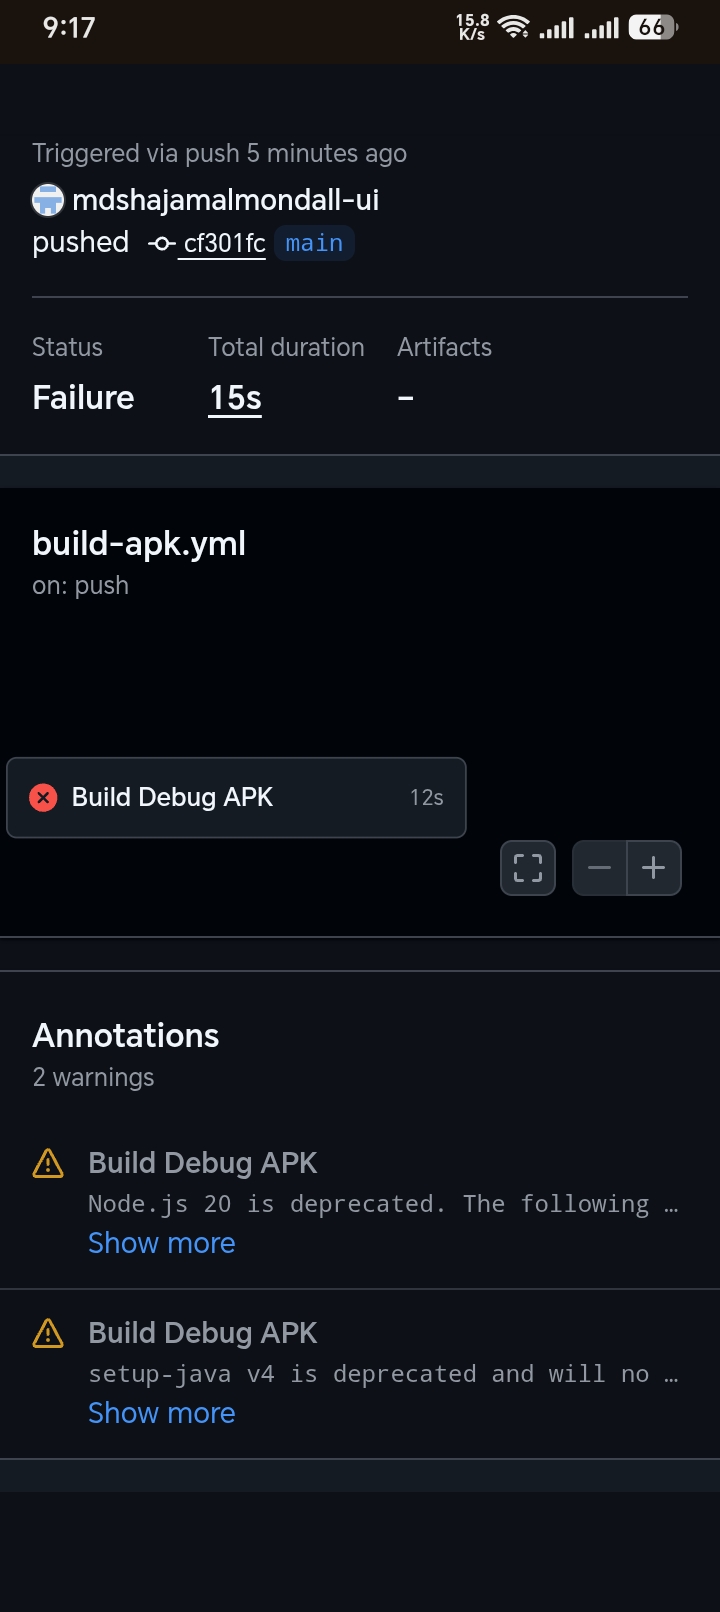 9:17
15.8
K/s
66
Triggered via push 5 minutes ago
mdshajamalmondall-ui
pushed cf301fc main
Status Total duration Artifacts
Failure 15s –
build-apk.yml
on: push
Build Debug APK 12s
Annotations
2 warnings
Build Debug APK
Node.js 20 is deprecated. The following …
Show more
Build Debug APK
setup-java v4 is deprecated and will no …
Show more